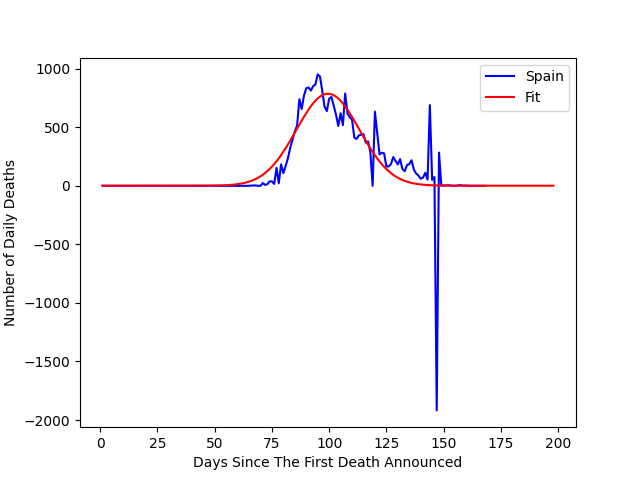 Spain
Fit
1000
500
0
−500
−1000
−1500
−2000
Number of Daily Deaths
0 25 50 75 100 125 150 175 200
Days Since The First Death Announced